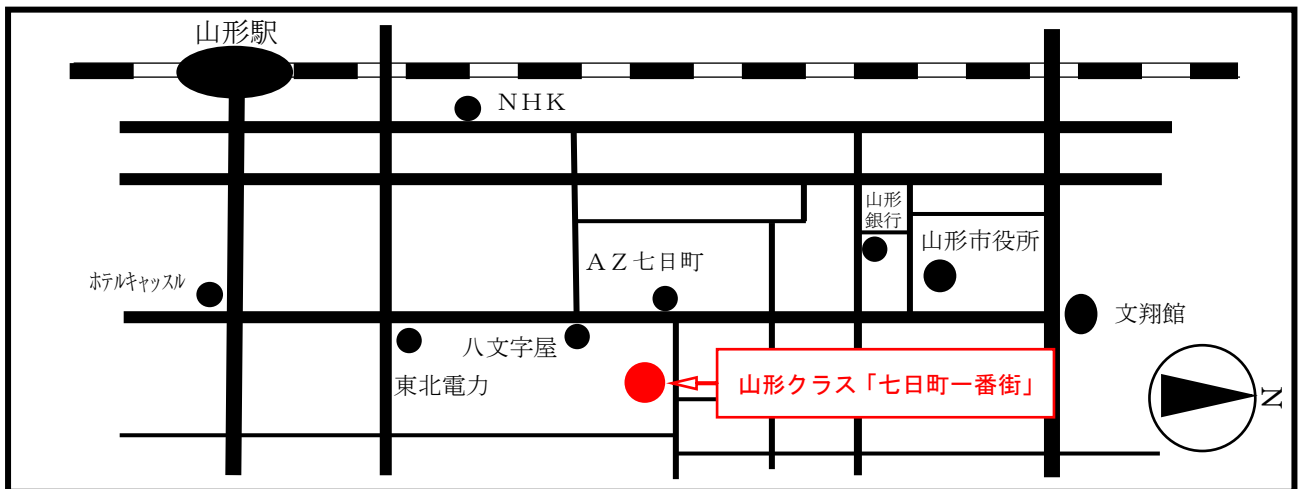 山形駅
ＮＨＫ
山形
銀行
山形市役所
ＡＺ七日町
ﾎﾃﾙｷｬｯｽﾙ
文翔館
八文字屋
東北電力
山形クラス「七日町一番街」
N